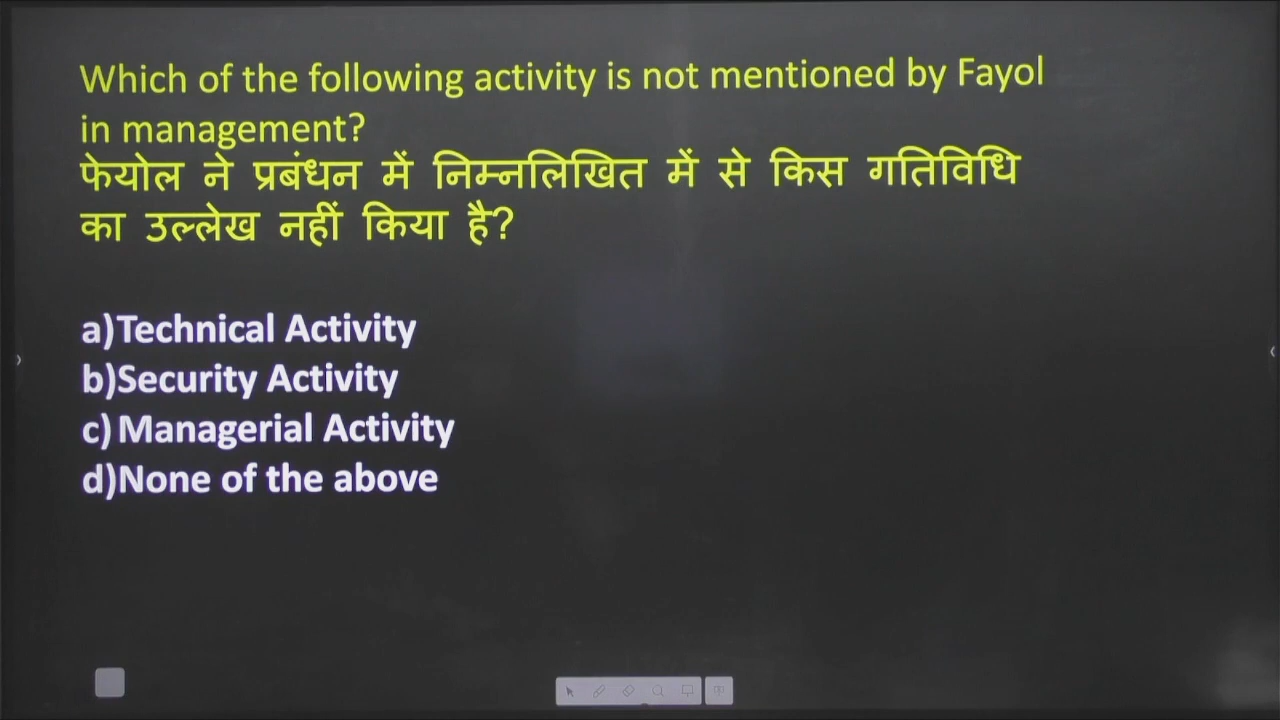 Which of the following activity is not mentioned by Fayol
in management?
फेयोल ने प्रबंधन में निम्नलिखित में से किस गतिविधि
का उल्लेख नहीं किया है?
a)Technical Activity
b)Security Activity
c) Managerial Activity
d)None of the above